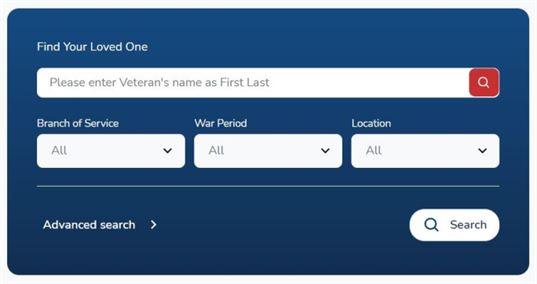 Find Your Loved One
Please enter Veteran's name as First Last
Branch of Service War Period Location
All All All
Advanced search Search